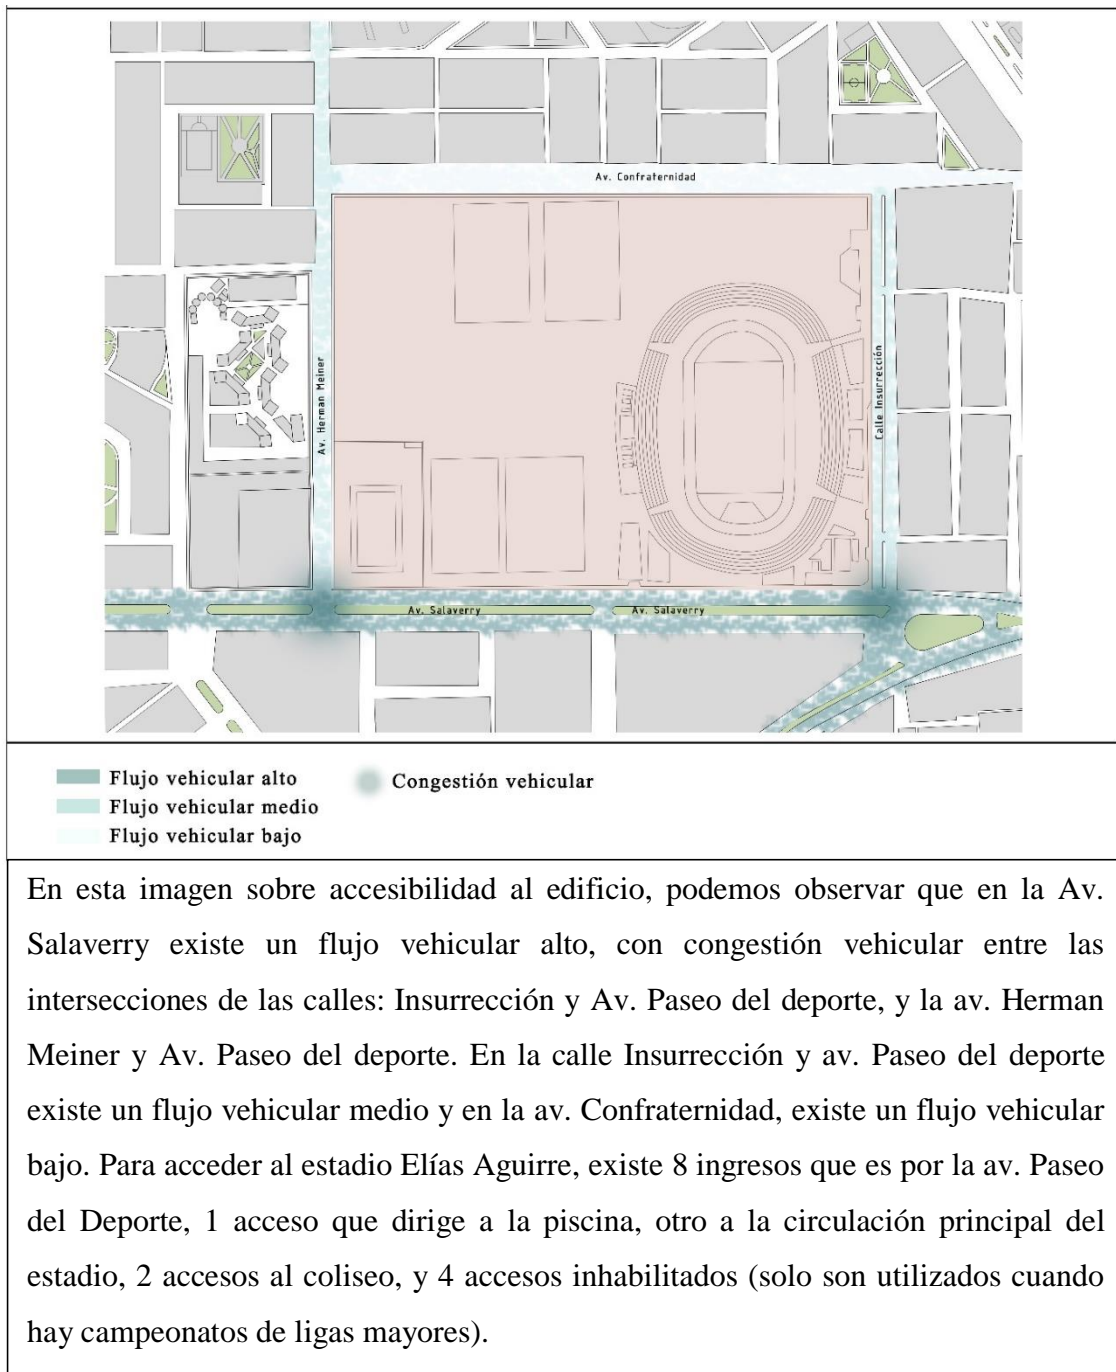 Av. Confraternidad
Av. Herman Meiner
Calle Insurrección
Av. Salaverry
Av. Salaverry
Flujo vehicular alto
Congestión vehicular
Flujo vehicular medio
Flujo vehicular bajo
En esta imagen sobre accesibilidad al edificio, podemos observar que en la Av.
Salaverry existe un flujo vehicular alto, con congestión vehicular entre las
intersecciones de las calles: Insurrección y Av. Paseo del deporte, y la av. Herman
Meiner y Av. Paseo del deporte. En la calle Insurrección y av. Paseo del deporte
existe un flujo vehicular medio y en la av. Confraternidad, existe un flujo vehicular
bajo. Para acceder al estadio Elías Aguirre, existe 8 ingresos que es por la av. Paseo
del Deporte, 1 acceso que dirige a la piscina, otro a la circulación principal del
estadio, 2 accesos al coliseo, y 4 accesos inhabilitados (solo son utilizados cuando
hay campeonatos de ligas mayores).